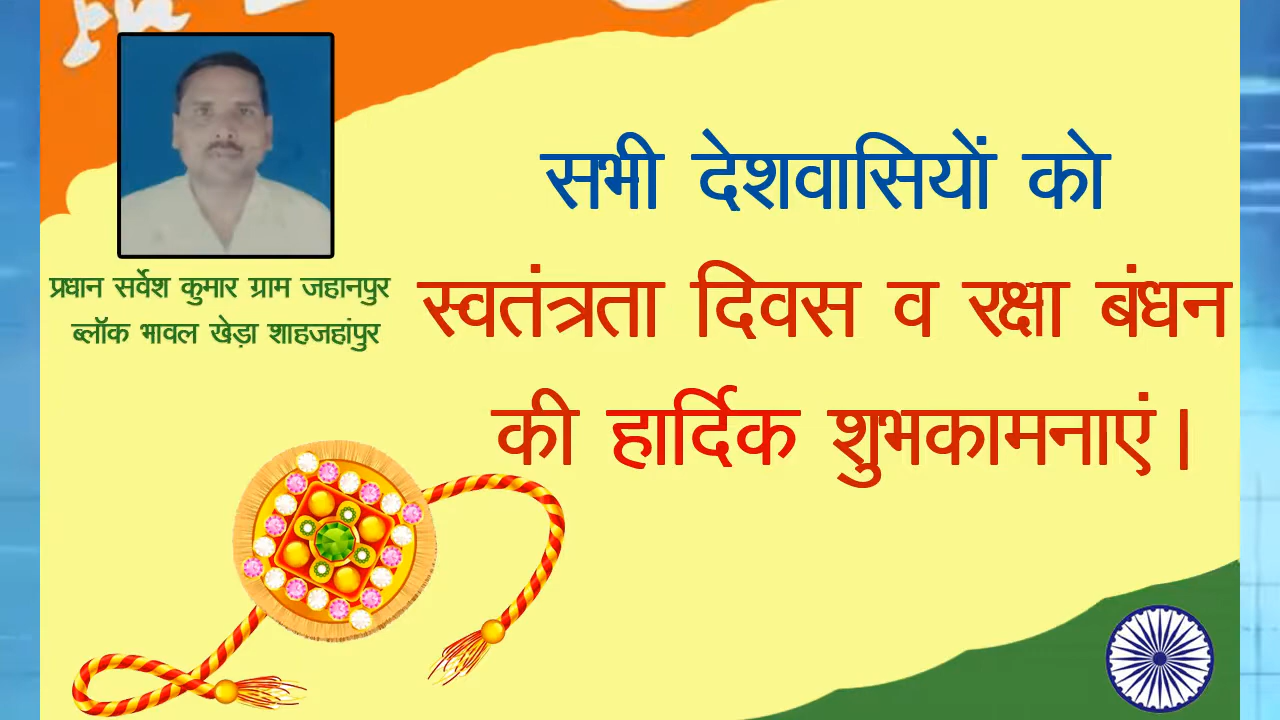 सभी देशवासियों को
स्वतंत्रता दिवस व रक्षा बंधन
की हार्दिक शुभकामनाएं।
प्रधान सर्वेश कुमार ग्राम जहानपुर
ब्लॉक भावल खेड़ा शाहजहांपुर